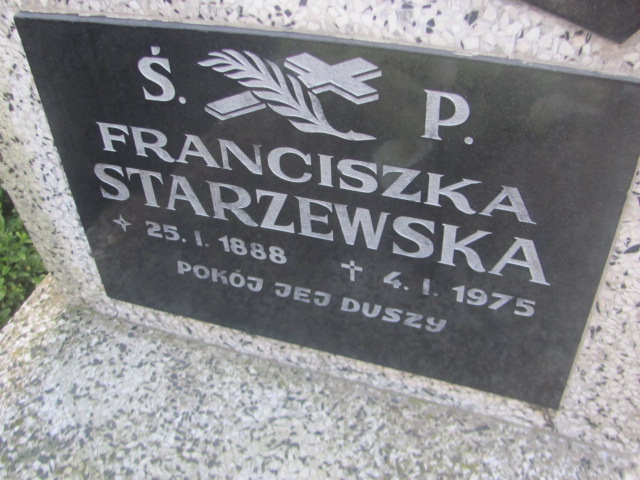 Ś. P.
FRANCISZKA
STARZEWSKA
25. I. 1888 † 4. I. 1975
POKÓJ JEJ DUSZY